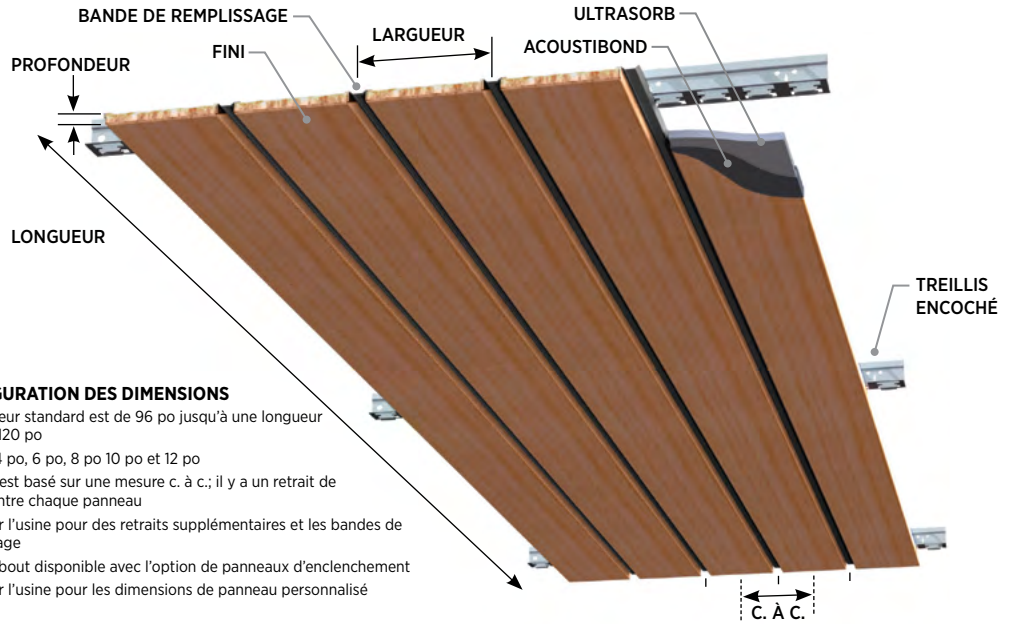 BANDE DE REMPLISSAGE
ULTRASORB
LARGUEUR
FINI
ACOUSTIBOND
PROFONDEUR
LONGUEUR
TREILLIS
ENCOCHÉ
GURATION DES DIMENSIONS
eur standard est de 96 po jusqu'à une longueur
120 po
po, 6 po, 8 po 10 po et 12 po
est basé sur une mesure c. à c.; il y a un retrait de
ntre chaque panneau
r l'usine pour des retraits supplémentaires et les bandes de
age
bout disponible avec l'option de panneaux d'enclenchement
r l'usine pour les dimensions de panneau personnalisé
C. À C.